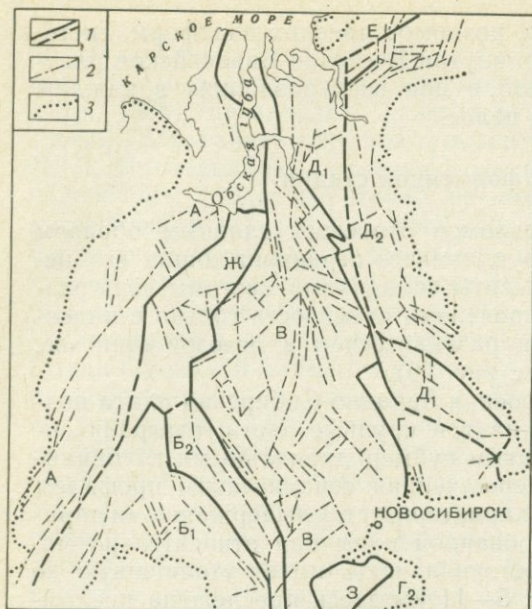 1
2
3
КАРСКОЕ МОРЕ
Е
Обская губа
Д₁
А
Д₂
Ж
В
Д₁
Г₁
Б₂
А
НОВОСИБИРСК
Б₁
В
З
Г₂